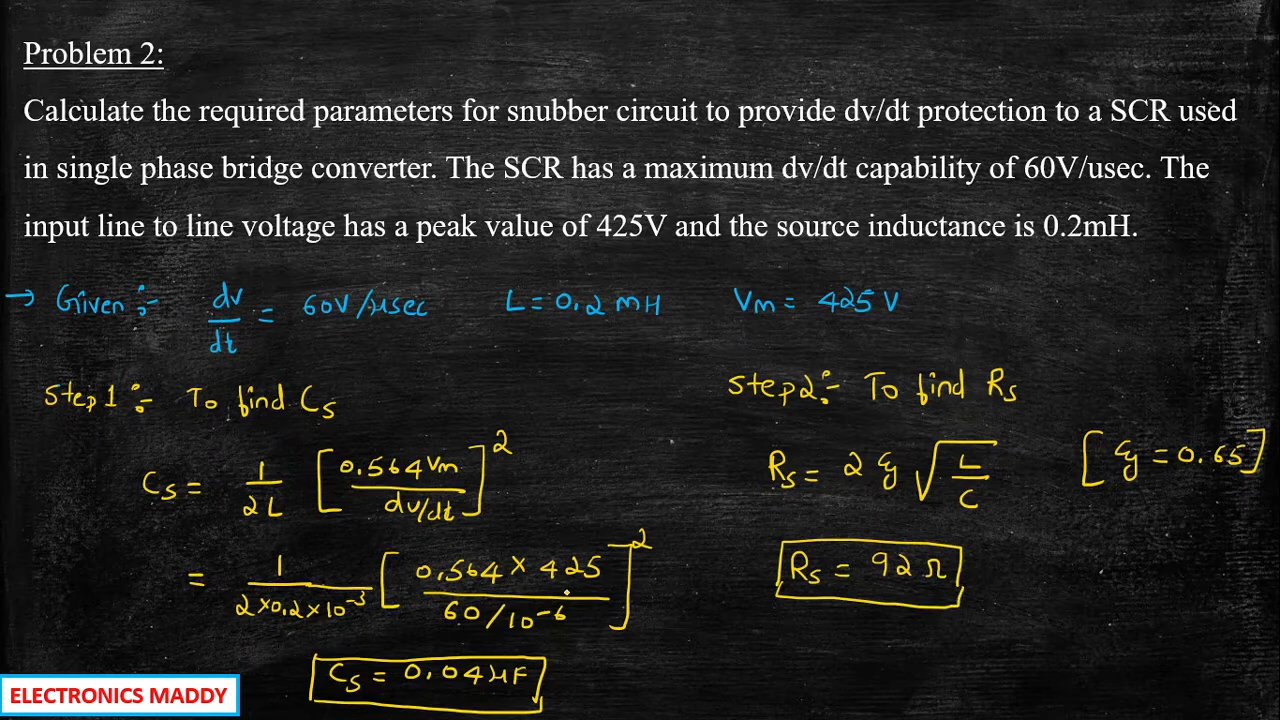 Problem 2:
Calculate the required parameters for snubber circuit to provide dv/dt protection to a SCR used
in single phase bridge converter. The SCR has a maximum dv/dt capability of 60V/usec. The
input line to line voltage has a peak value of 425V and the source inductance is 0.2mH.
→ Given :- dv/dt = 60V/μsec L = 0.2 mH Vm = 425 V
Step 1 :- To find Cs
Cs = 1/2L [0.564 Vm / dv/dt]²
= 1/(2×0.2×10⁻³) [0.564 × 425 / 60/10⁻⁶]²
Cs = 0.04 μF
Step 2 :- To find Rs
Rs = 2 ξ √(L/C) [ξ = 0.65]
Rs = 92 Ω
ELECTRONICS MADDY